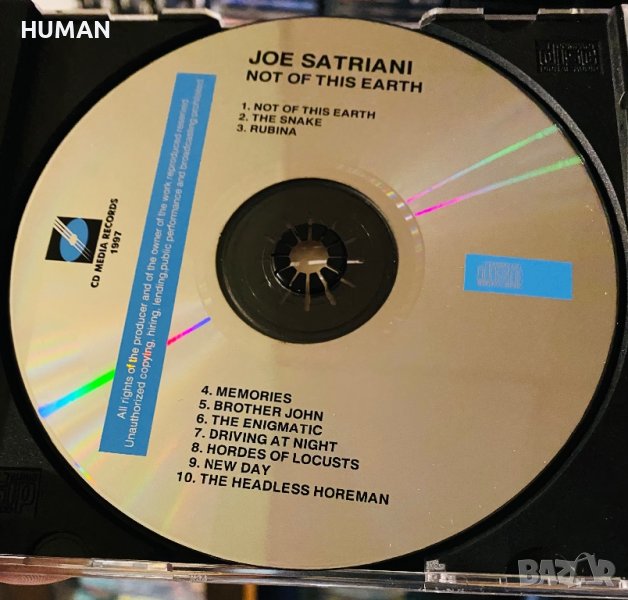 HUMAN
JOE SATRIANI
NOT OF THIS EARTH
1. NOT OF THIS EARTH
2. THE SNAKE
3. RUBINA
All rights of the producer and of the owner of the work reproduced reserved
Unauthorized copying, hiring, lending, public performance and broadcasting prohibited
CD MEDIA RECORDS
1997
4. MEMORIES
5. BROTHER JOHN
6. THE ENIGMATIC
7. DRIVING AT NIGHT
8. HORDES OF LOCUSTS
9. NEW DAY
10. THE HEADLESS HOREMAN
BAZAR